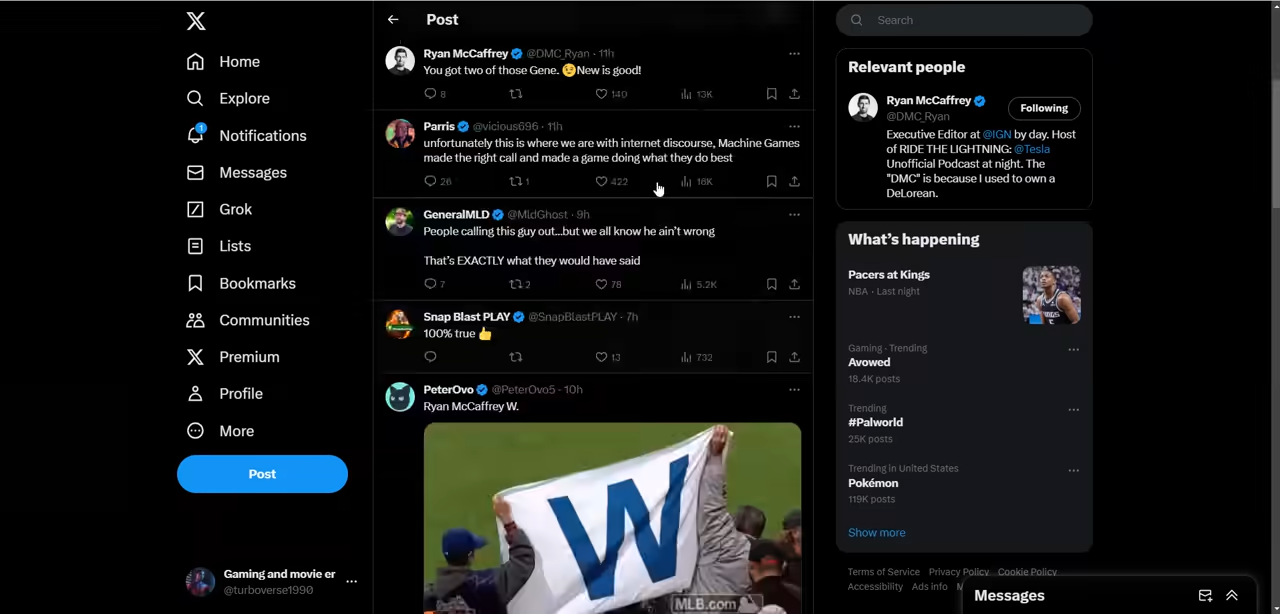 Home
Explore
1
Notifications
Messages
Grok
Lists
Bookmarks
Communities
Premium
Profile
More
Post
Gaming and movie er
@turboverse1990
Post
Ryan McCaffrey @DMC_Ryan · 11h
You got two of those Gene. 😉New is good!
8 140 13K
Parris @vicious696 · 11h
unfortunately this is where we are with internet discourse, Machine Games
made the right call and made a game doing what they do best
26 1 422 16K
GeneralMLD @MldGhost · 9h
People calling this guy out...but we all know he ain't wrong
That's EXACTLY what they would have said
7 2 78 5.2K
Snap Blast PLAY @SnapBlastPLAY · 7h
100% true 👍
13 732
PeterOvo @PeterOvo5 · 10h
Ryan McCaffrey W.
W
MLB.com
Search
Relevant people
Ryan McCaffrey
@DMC_Ryan
Following
Executive Editor at @IGN by day. Host
of RIDE THE LIGHTNING: @Tesla
Unofficial Podcast at night. The
"DMC" is because I used to own a
DeLorean.
What's happening
Pacers at Kings
NBA · Last night
Gaming · Trending
Avowed
18.4K posts
Trending
#Palworld
25K posts
Trending in United States
Pokémon
119K posts
Show more
Terms of Service Privacy Policy Cookie Policy
Accessibility Ads info
Messages